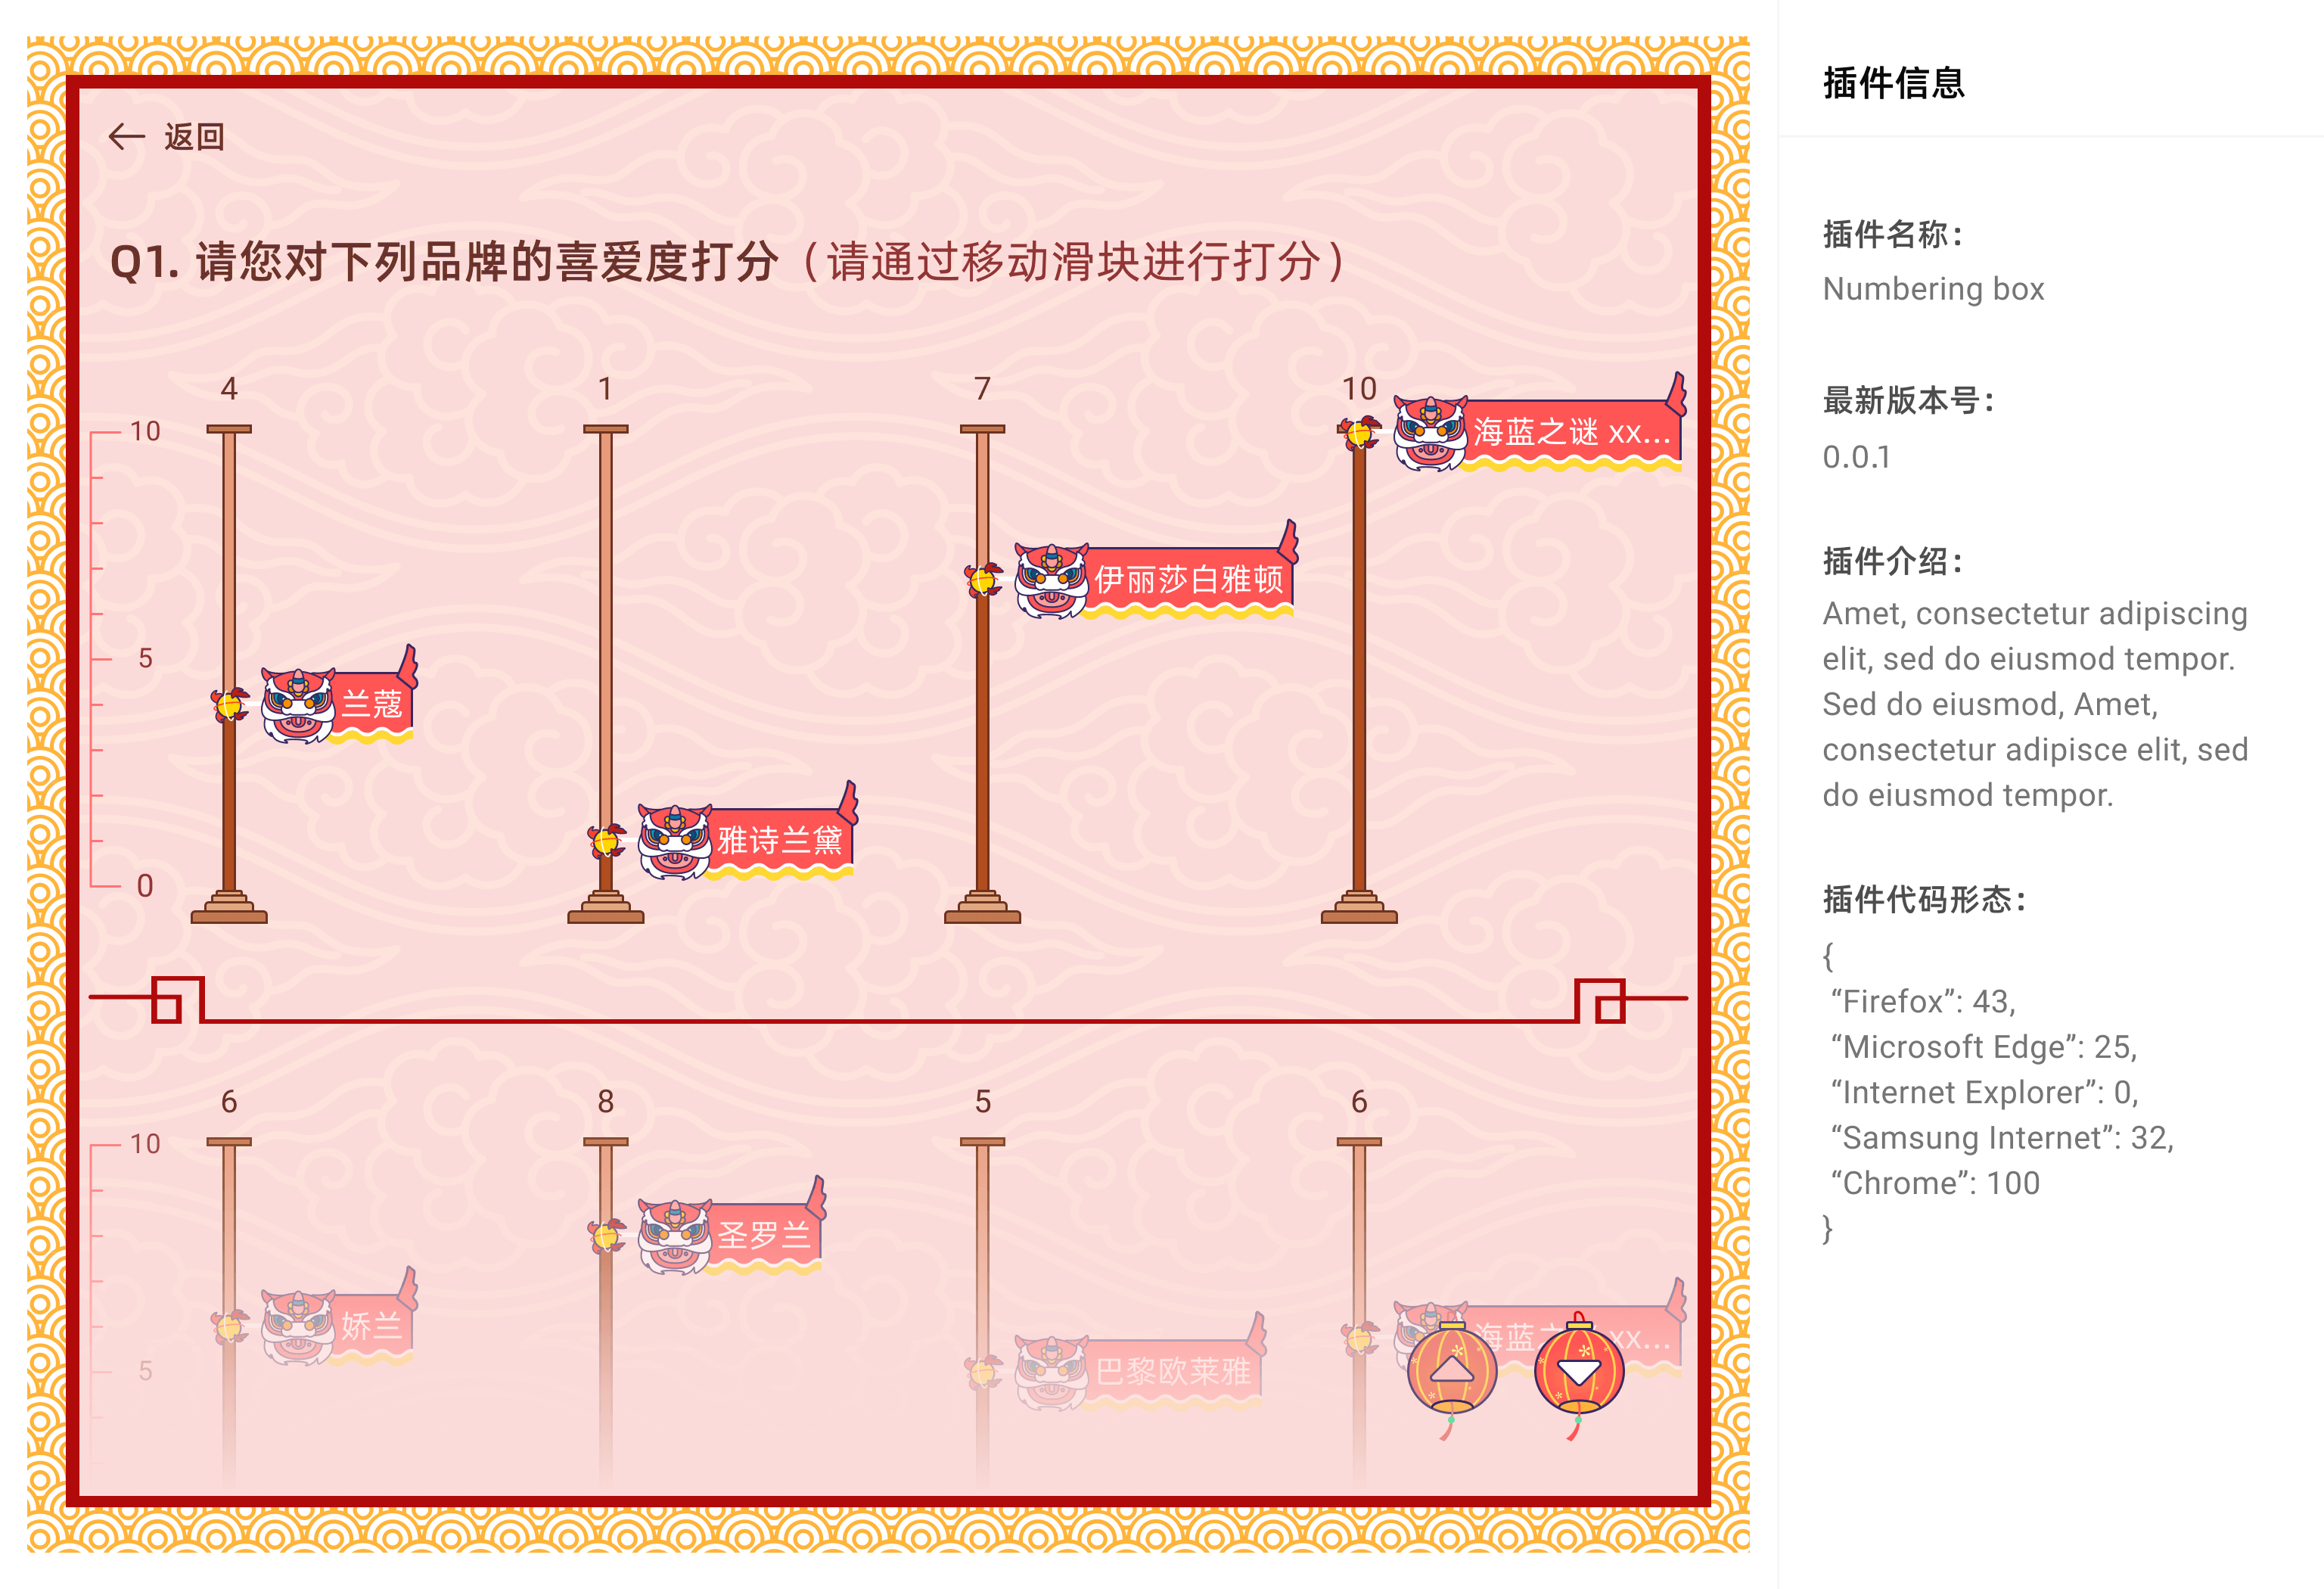 返回
Q1. 请您对下列品牌的喜爱度打分（请通过移动滑块进行打分）
4
1
7
10
10
5
0
海蓝之谜 xx...
伊丽莎白雅顿
兰蔻
雅诗兰黛
6
8
5
6
10
5
圣罗兰
娇兰
海蓝之 xx...
巴黎欧莱雅
插件信息
插件名称：
Numbering box
最新版本号：
0.0.1
插件介绍：
Amet, consectetur adipiscing
elit, sed do eiusmod tempor.
Sed do eiusmod, Amet,
consectetur adipisce elit, sed
do eiusmod tempor.
插件代码形态：
{
“Firefox”: 43,
“Microsoft Edge”: 25,
“Internet Explorer”: 0,
“Samsung Internet”: 32,
“Chrome”: 100
}